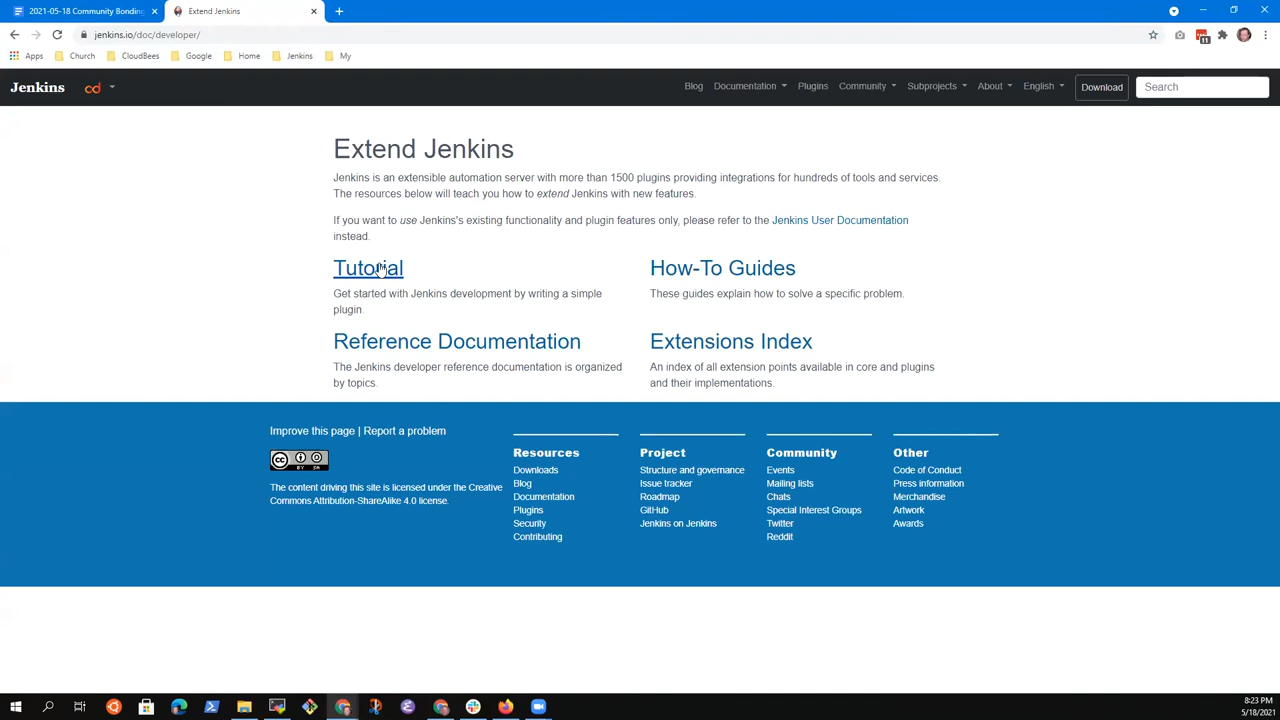 2021-05-18 Community Bonding
Extend Jenkins
jenkins.io/doc/developer/
11
Apps
Church
CloudBees
Google
Home
Jenkins
My
Jenkins
cd
Blog
Documentation
Plugins
Community
Subprojects
About
English
Download
Search
Extend Jenkins
Jenkins is an extensible automation server with more than 1500 plugins providing integrations for hundreds of tools and services.
The resources below will teach you how to extend Jenkins with new features.
If you want to use Jenkins's existing functionality and plugin features only, please refer to the Jenkins User Documentation
instead.
Tutorial
Get started with Jenkins development by writing a simple
plugin.
How-To Guides
These guides explain how to solve a specific problem.
Reference Documentation
The Jenkins developer reference documentation is organized
by topics.
Extensions Index
An index of all extension points available in core and plugins
and their implementations.
Improve this page | Report a problem
CC BY SA
The content driving this site is licensed under the Creative
Commons Attribution-ShareAlike 4.0 license.
Resources
Downloads
Blog
Documentation
Plugins
Security
Contributing
Project
Structure and governance
Issue tracker
Roadmap
GitHub
Jenkins on Jenkins
Community
Events
Mailing lists
Chats
Special Interest Groups
Twitter
Reddit
Other
Code of Conduct
Press information
Merchandise
Artwork
Awards
8:23 PM
5/18/2021